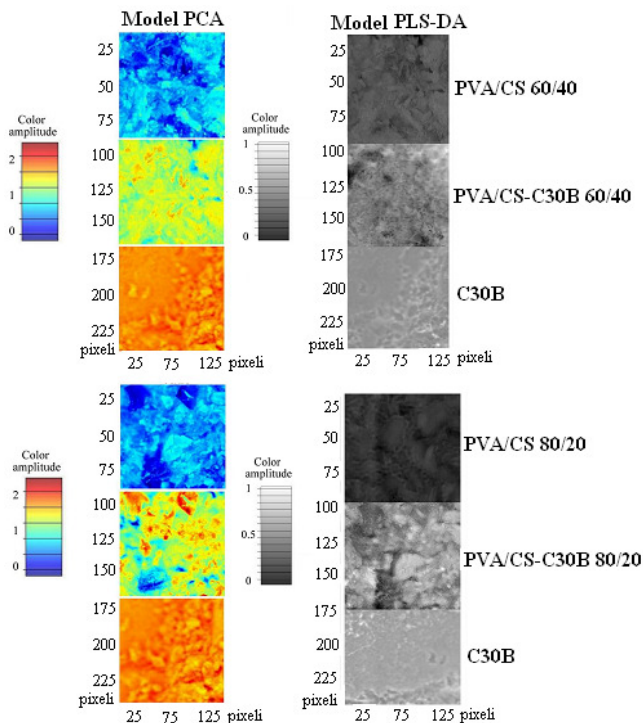 Model PCA
Model PLS-DA
25
50
75
100
125
150
175
200
225
pixeli
25 75 125 pixeli
Color
amplitude
2
1
0
Color
amplitude
1
0.5
0
25
50
75
100
125
150
175
200
225
pixeli
25 75 125
pixeli
PVA/CS 60/40
PVA/CS-C30B 60/40
C30B
25
50
75
100
125
150
175
200
225
25 75 125 pixeli
Color
amplitude
2
1
0
Color
amplitude
1
0.5
0
25
50
75
100
125
150
175
200
225
25 75 125 pixeli
PVA/CS 80/20
PVA/CS-C30B 80/20
C30B